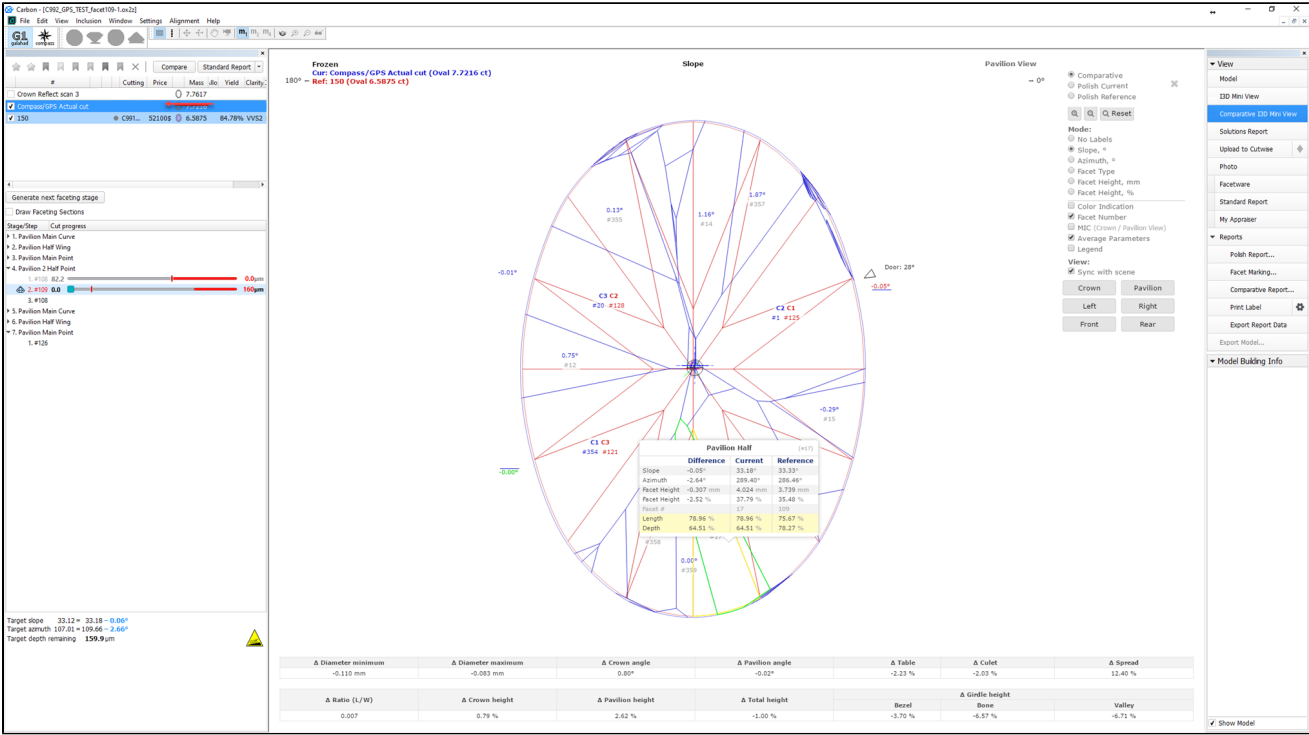 Carbon - [C992_GPS_TEST_facet109-1.ox2z]
File Edit View Inclusion Window Settings Alignment Help
G1 galahad compass
m₁ m₁ m₁
Compare Standard Report
# Cutting Price Mass Yield Clarity
Crown Reflect scan 3 7.7617
Compass/GPS Actual cut
150 C991... 52100$ 6.5875 84.78% VVS2
Generate next faceting stage
Draw Faceting Sections
Stage/Step Cut progress
1. Pavilion Main Curve
2. Pavilion Half Wing
3. Pavilion Main Point
4. Pavilion 2 Half Point
1. #108 82.2 0.0μm
2. #109 0.0 160μm
3. #108
5. Pavilion Main Curve
6. Pavilion Half Wing
7. Pavilion Main Point
1. #126
Target slope 33.12 = 33.18 − 0.06°
Target azimuth 107.01 = 109.66 − 2.66°
Target depth remaining 159.9 μm
Frozen Slope Pavilion View
Cur: Compass/GPS Actual cut (Oval 7.7216 ct)
180° -- Ref: 150 (Oval 6.5875 ct) -- 0°
0.13°
#355
1.16°
#14
1.87°
#357
-0.01°
Door: 28°
-0.05°
C3 C2
#20 #128
C2 C1
#1 #125
0.75°
#12
-0.29°
#15
C1 C3
#354 #121
-0.00°
Pavilion Half (#17)
Difference Current Reference
Slope -0.05° 33.18° 33.33°
Azimuth -2.64° 289.40° 286.46°
Facet Height -0.307 mm 4.024 mm 3.739 mm
Facet Height -2.52 % 37.79 % 35.48 %
Facet # 17 109
Length 78.96 % 78.96 % 75.67 %
Depth 64.51 % 64.51 % 78.27 %
#358
#17
0.00°
#359
Comparative
Polish Current
Polish Reference
Reset
Mode:
No Labels
Slope, °
Azimuth, °
Facet Type
Facet Height, mm
Facet Height, %
Color Indication
Facet Number
MIC (Crown / Pavilion View)
Average Parameters
Legend
View:
Sync with scene
Crown Pavilion
Left Right
Front Rear
Δ Diameter minimum Δ Diameter maximum Δ Crown angle Δ Pavilion angle Δ Table Δ Culet Δ Spread
-0.110 mm -0.083 mm 0.80° -0.02° -2.23 % -2.03 % 12.40 %
Δ Ratio (L/W) Δ Crown height Δ Pavilion height Δ Total height Δ Girdle height
Bezel Bone Valley
0.007 0.79 % 2.62 % -1.00 % -3.70 % -6.57 % -6.71 %
View
Model
I3D Mini View
Comparative I3D Mini View
Solutions Report
Upload to Cutwise
Photo
Facetware
Standard Report
My Appraiser
Reports
Polish Report...
Facet Marking...
Comparative Report...
Print Label
Export Report Data
Export Model...
Model Building Info
Show Model